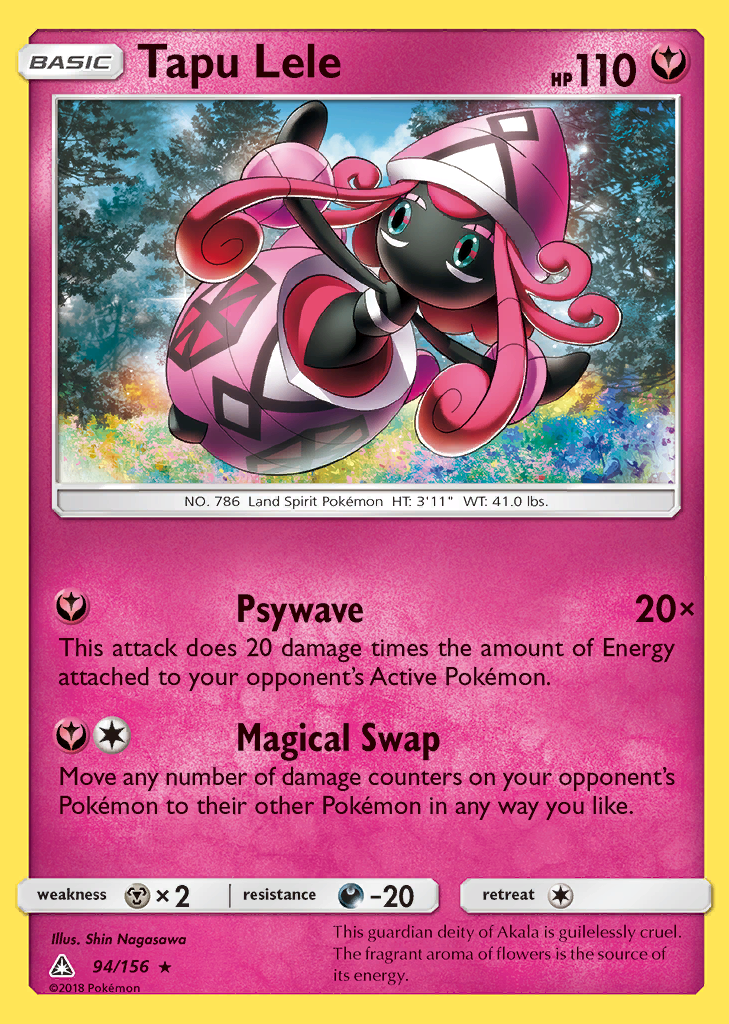 BASIC Tapu Lele HP 110
NO. 786 Land Spirit Pokémon HT: 3'11" WT: 41.0 lbs.
Psywave 20×
This attack does 20 damage times the amount of Energy
attached to your opponent's Active Pokémon.
Magical Swap
Move any number of damage counters on your opponent's
Pokémon to their other Pokémon in any way you like.
weakness ×2 resistance -20 retreat
Illus. Shin Nagasawa
94/156 ★
©2018 Pokémon
This guardian deity of Akala is guilelessly cruel.
The fragrant aroma of flowers is the source of
its energy.